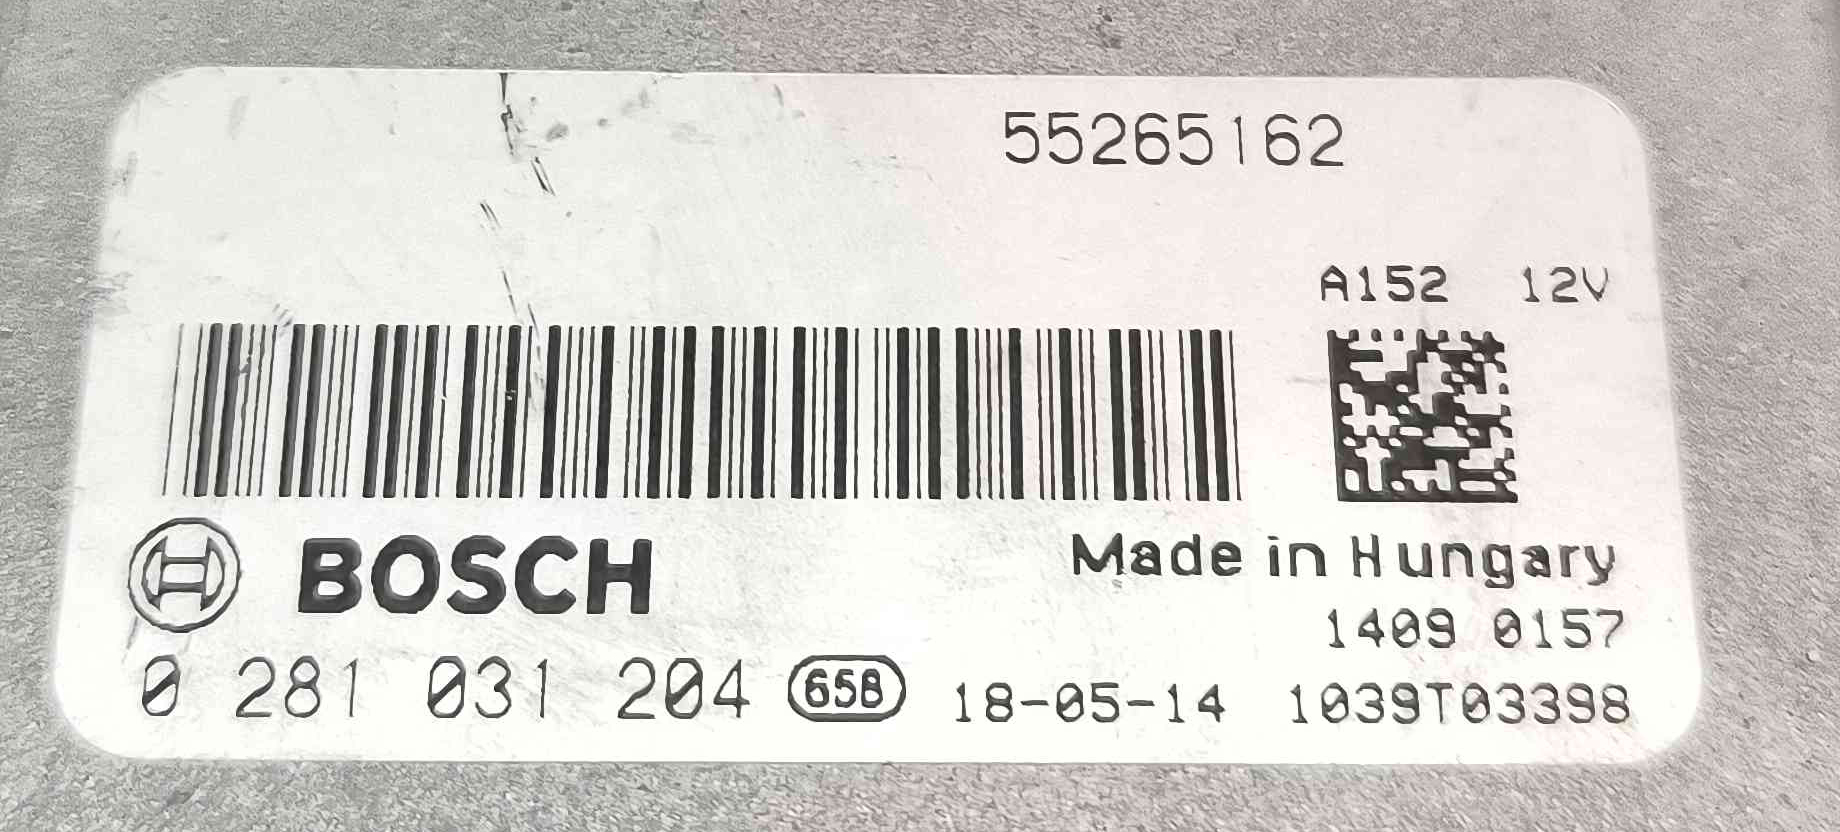 55265162
A152 12V
BOSCH
Made in Hungary
1409 0157
0 281 031 204 658 18-05-14 1039T03398